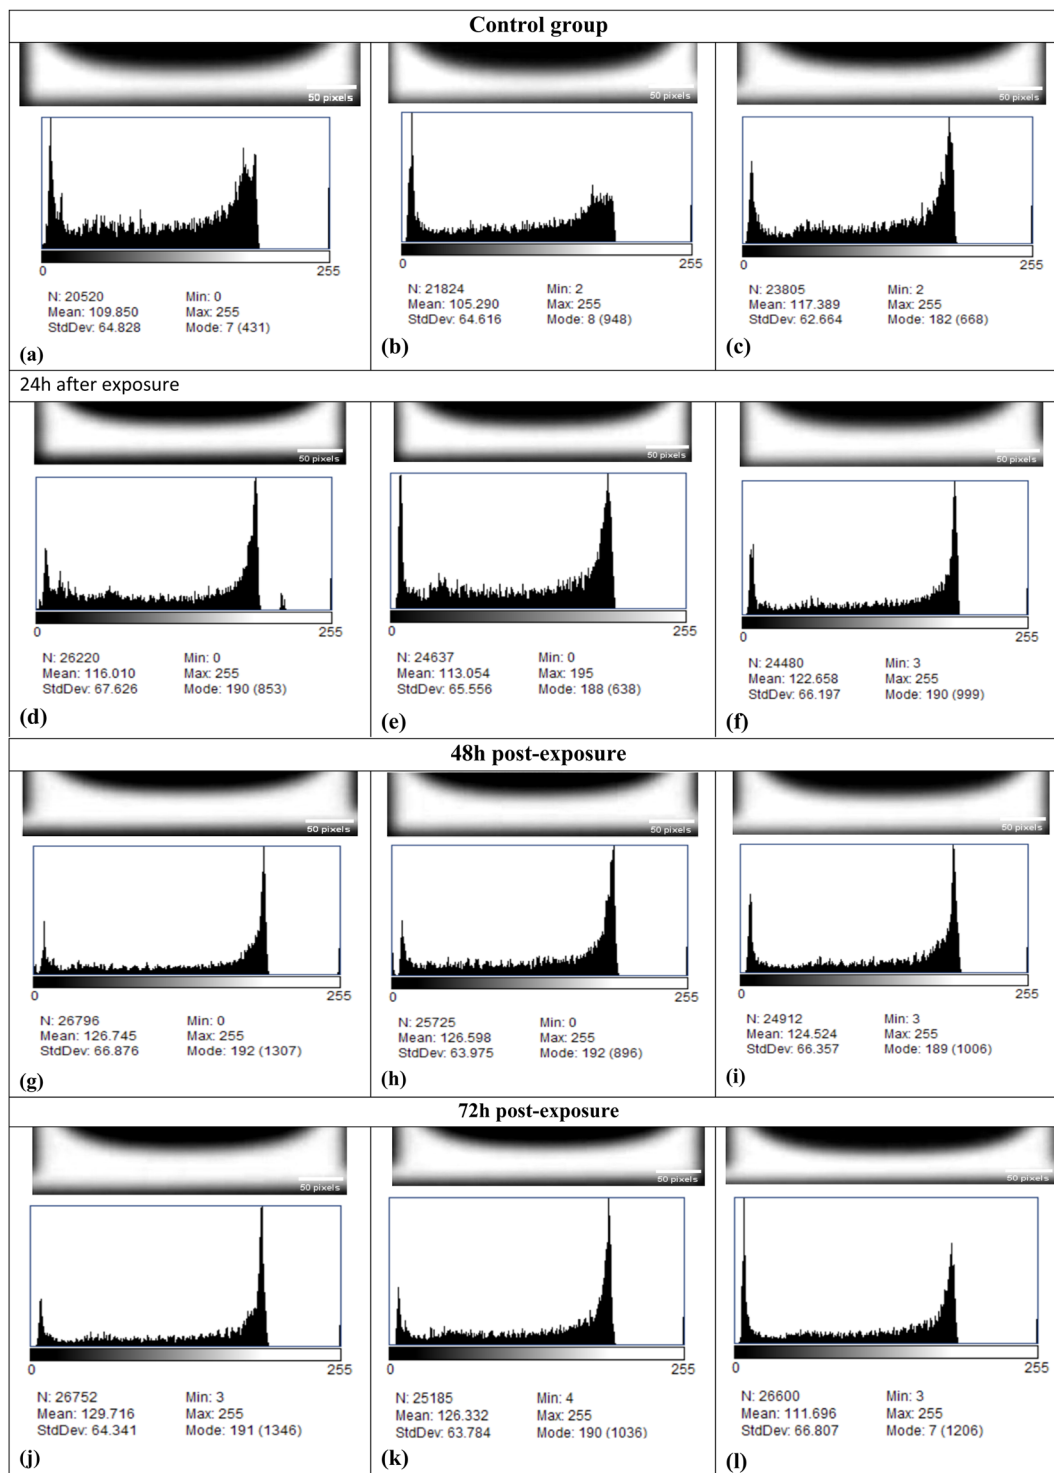 Control group
50 pixels
50 pixels
50 pixels
0 255
0 255
0 255
N: 20520 Min: 0
Mean: 109.850 Max: 255
StdDev: 64.828 Mode: 7 (431)
(a)
N: 21824 Min: 2
Mean: 105.290 Max: 255
StdDev: 64.616 Mode: 8 (948)
(b)
N: 23805 Min: 2
Mean: 117.389 Max: 255
StdDev: 62.664 Mode: 182 (668)
(c)
24h after exposure
50 pixels
50 pixels
50 pixels
0 255
0 255
0 255
N: 26220 Min: 0
Mean: 116.010 Max: 255
StdDev: 67.626 Mode: 190 (853)
(d)
N: 24637 Min: 0
Mean: 113.054 Max: 195
StdDev: 65.556 Mode: 188 (638)
(e)
N: 24480 Min: 3
Mean: 122.658 Max: 255
StdDev: 66.197 Mode: 190 (999)
(f)
48h post-exposure
50 pixels
50 pixels
50 pixels
0 255
0 255
0 255
N: 26796 Min: 0
Mean: 126.745 Max: 255
StdDev: 66.876 Mode: 192 (1307)
(g)
N: 25725 Min: 0
Mean: 126.598 Max: 255
StdDev: 63.975 Mode: 192 (896)
(h)
N: 24912 Min: 3
Mean: 124.524 Max: 255
StdDev: 66.357 Mode: 189 (1006)
(i)
72h post-exposure
50 pixels
50 pixels
50 pixels
0 255
0 255
0 255
N: 26752 Min: 3
Mean: 129.716 Max: 255
StdDev: 64.341 Mode: 191 (1346)
(j)
N: 25185 Min: 4
Mean: 126.332 Max: 255
StdDev: 63.784 Mode: 190 (1036)
(k)
N: 26600 Min: 3
Mean: 111.696 Max: 255
StdDev: 66.807 Mode: 7 (1206)
(l)